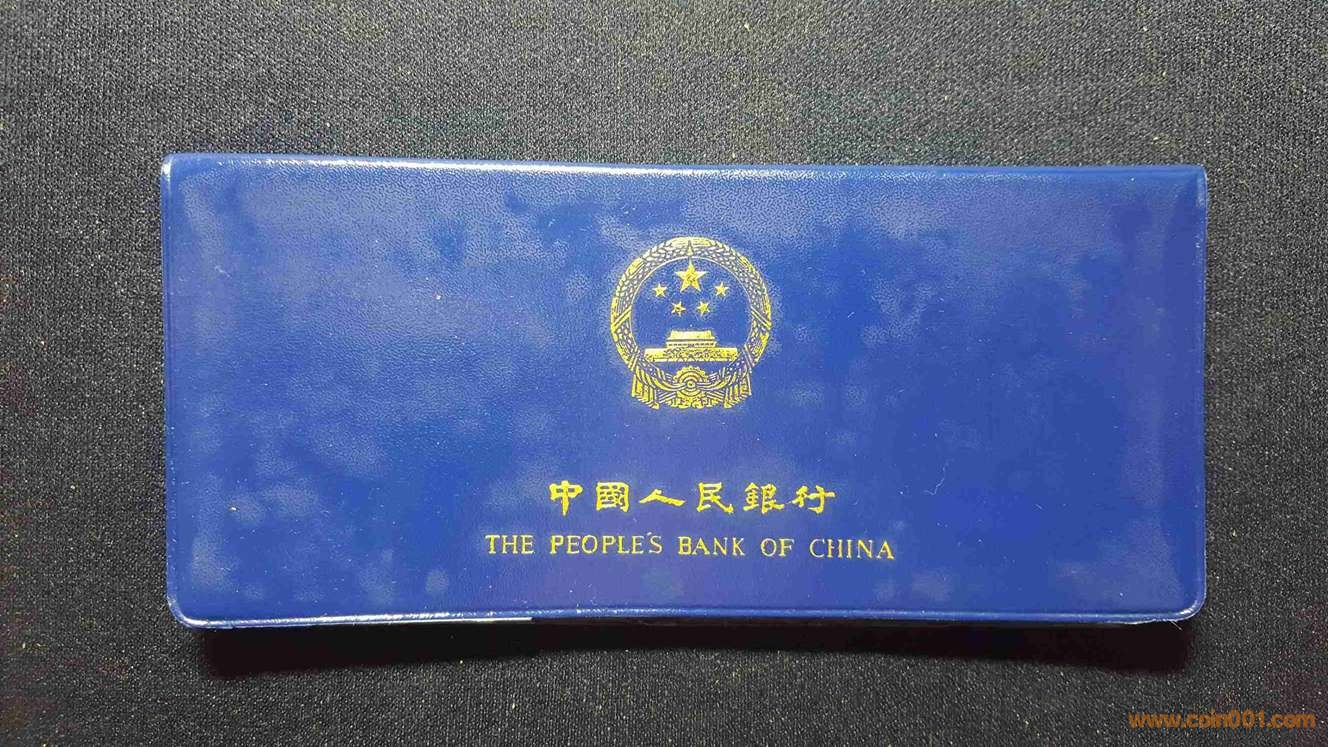 中國人民銀行
THE PEOPLE'S BANK OF CHINA
www.coin001.com